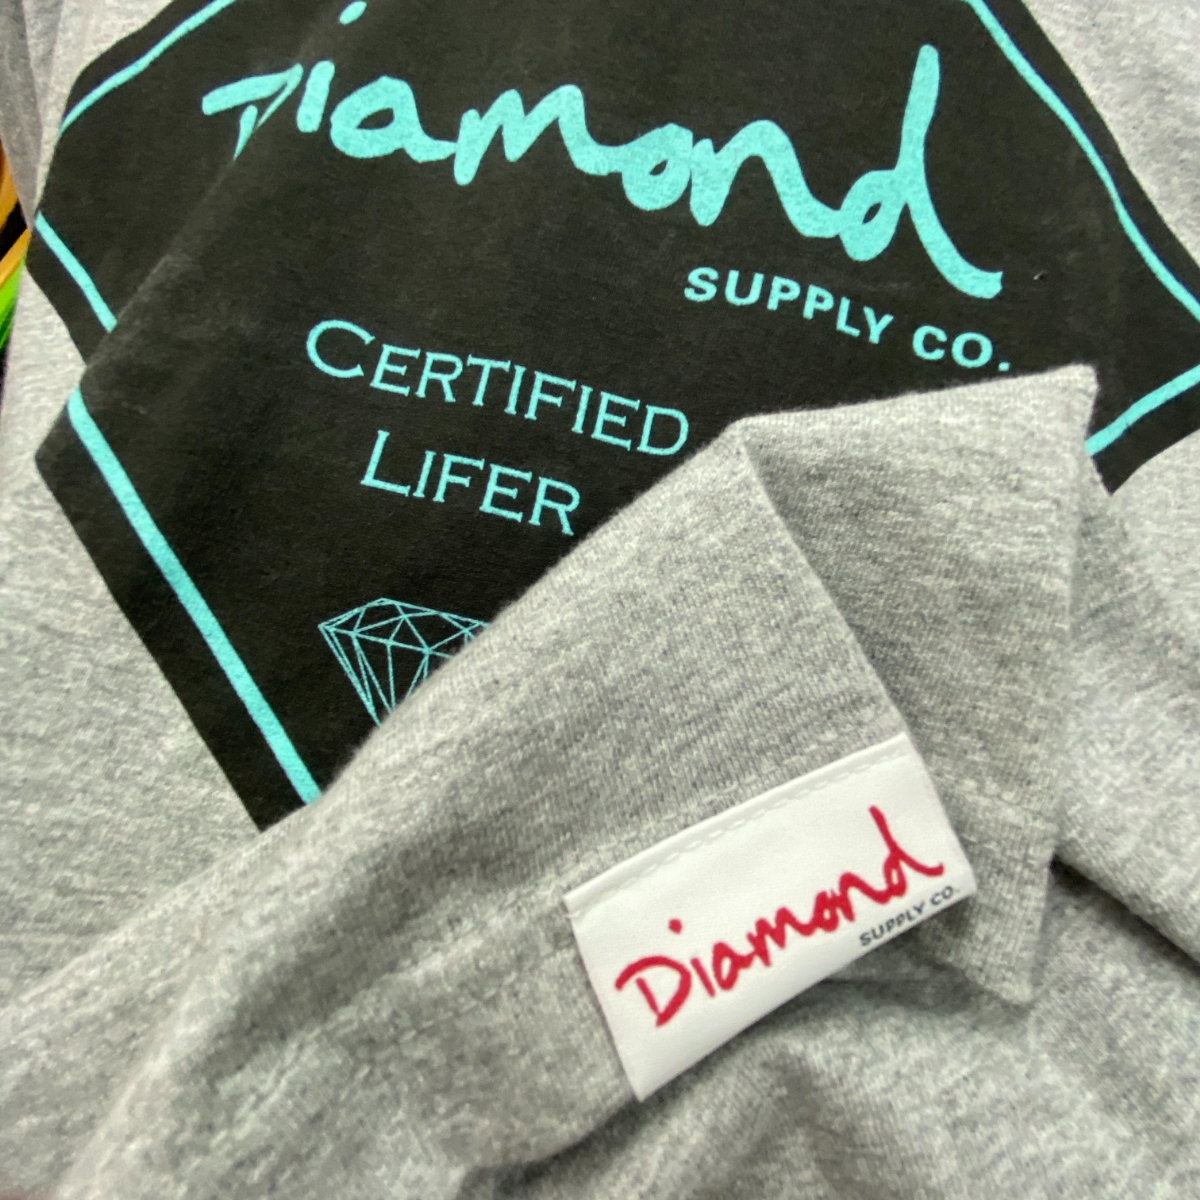 Diamond
SUPPLY CO.
CERTIFIED
LIFER
Diamond
SUPPLY CO.